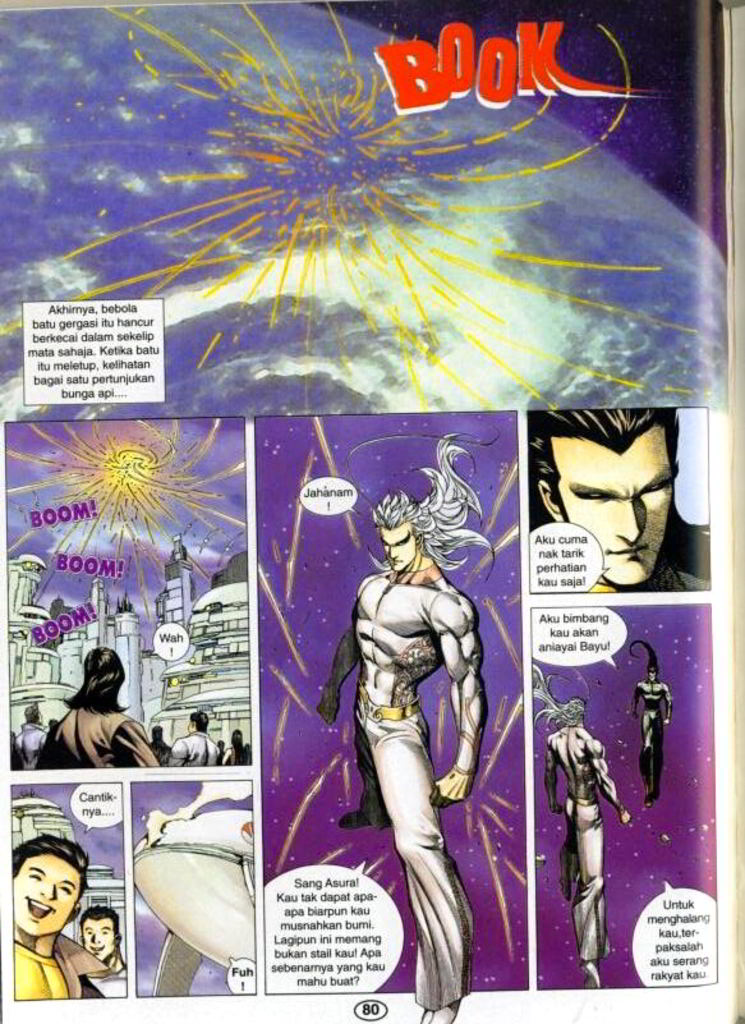 BOOM
Akhirnya, bebola
batu gergasi itu hancur
berkecai dalam sekelip
mata sahaja. Ketika batu
itu meletup, kelihatan
bagai satu pertunjukan
bunga api....
BOOM!
BOOM!
BOOM!
Wah
!
Cantik-
nya....
Fuh
!
Jahanam
!
Sang Asura!
Kau tak dapat apa-
apa biarpun kau
musnahkan bumi.
Lagipun ini memang
bukan stail kau! Apa
sebenarnya yang kau
mahu buat?
Aku cuma
nak tarik
perhatian
kau saja!
Aku bimbang
kau akan
aniayai Bayu!
Untuk
menghalang
kau,ter-
paksalah
aku serang
rakyat kau.
80